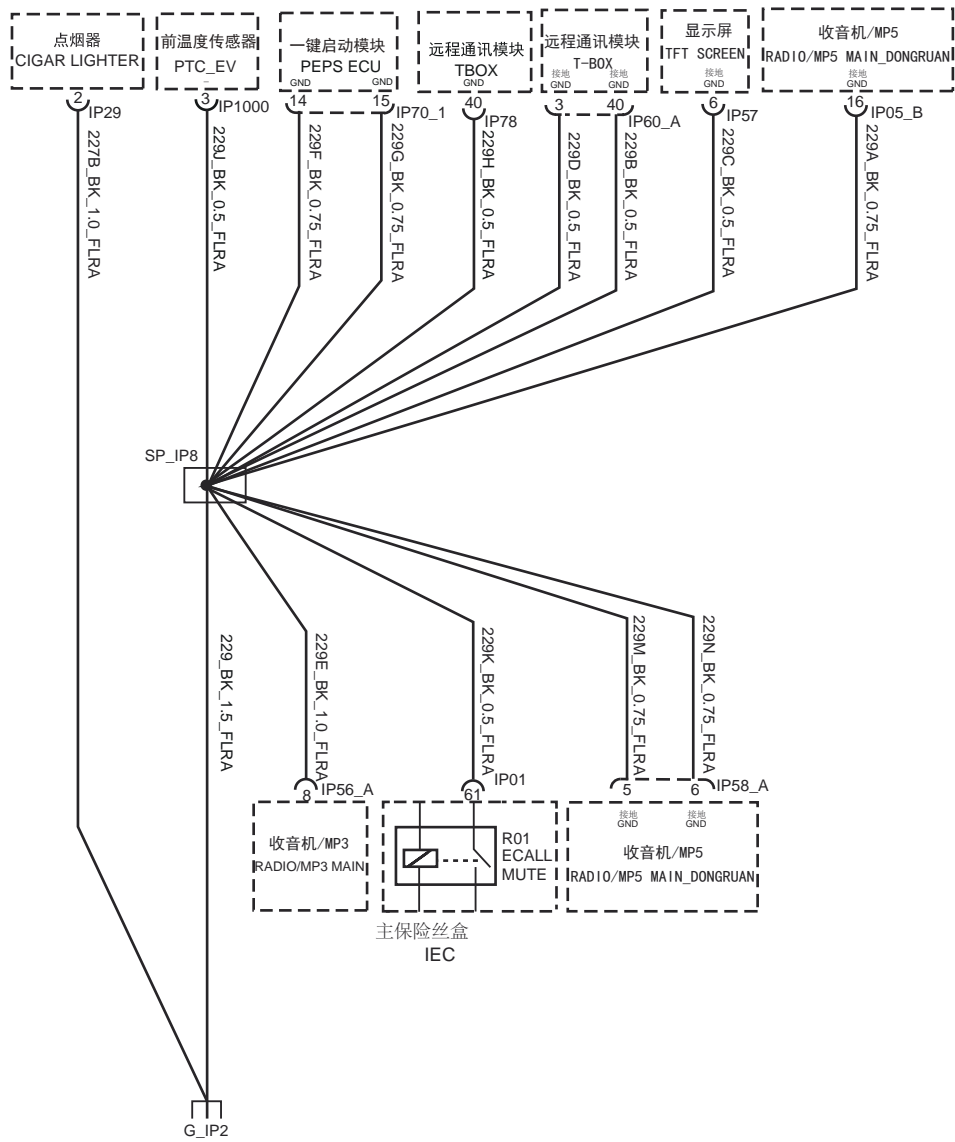 点烟器
CIGAR LIGHTER
前温度传感器
PTC_EV
一键启动模块
PEPS ECU
GND
GND
远程通讯模块
TBOX
GND
远程通讯模块
T-BOX
接地
GND
接地
GND
显示屏
TFT SCREEN
接地
GND
收音机/MP5
RADIO/MP5 MAIN_DONGRUAN
接地
GND
2
IP29
3
IP1000
14
15
IP70_1
40
IP78
3
40
IP60_A
6
IP57
16
IP05_B
227B_BK_1.0_FLRA
229J_BK_0.5_FLRA
229F_BK_0.75_FLRA
229G_BK_0.75_FLRA
229H_BK_0.5_FLRA
229D_BK_0.5_FLRA
229B_BK_0.5_FLRA
229C_BK_0.5_FLRA
229A_BK_0.75_FLRA
SP_IP8
229_BK_1.5_FLRA
229E_BK_1.0_FLRA
229K_BK_0.5_FLRA
229M_BK_0.75_FLRA
229N_BK_0.75_FLRA
8
IP56_A
61
IP01
5
6
IP58_A
收音机/MP3
RADIO/MP3 MAIN
R01
ECALL
MUTE
接地
GND
接地
GND
收音机/MP5
RADIO/MP5 MAIN_DONGRUAN
主保险丝盒
IEC
G_IP2